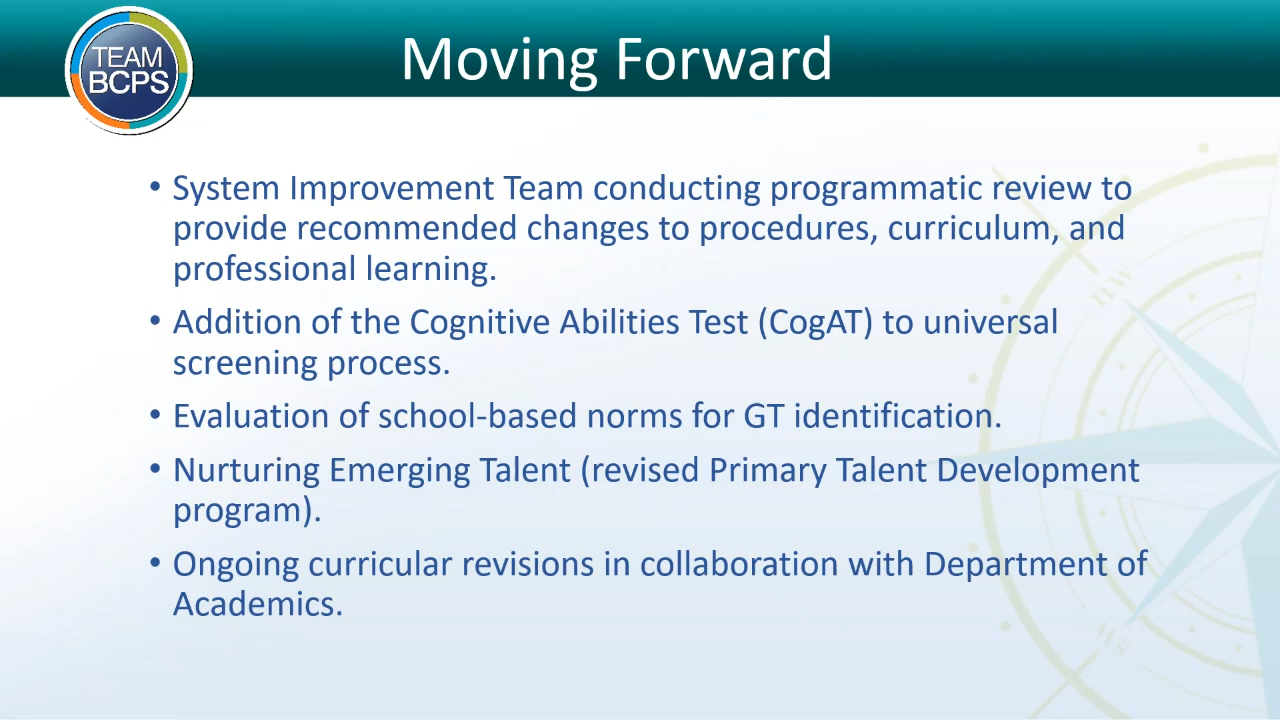 TEAM
BCPS
Moving Forward
• System Improvement Team conducting programmatic review to
provide recommended changes to procedures, curriculum, and
professional learning.
• Addition of the Cognitive Abilities Test (CogAT) to universal
screening process.
• Evaluation of school-based norms for GT identification.
• Nurturing Emerging Talent (revised Primary Talent Development
program).
• Ongoing curricular revisions in collaboration with Department of
Academics.
NW
SW